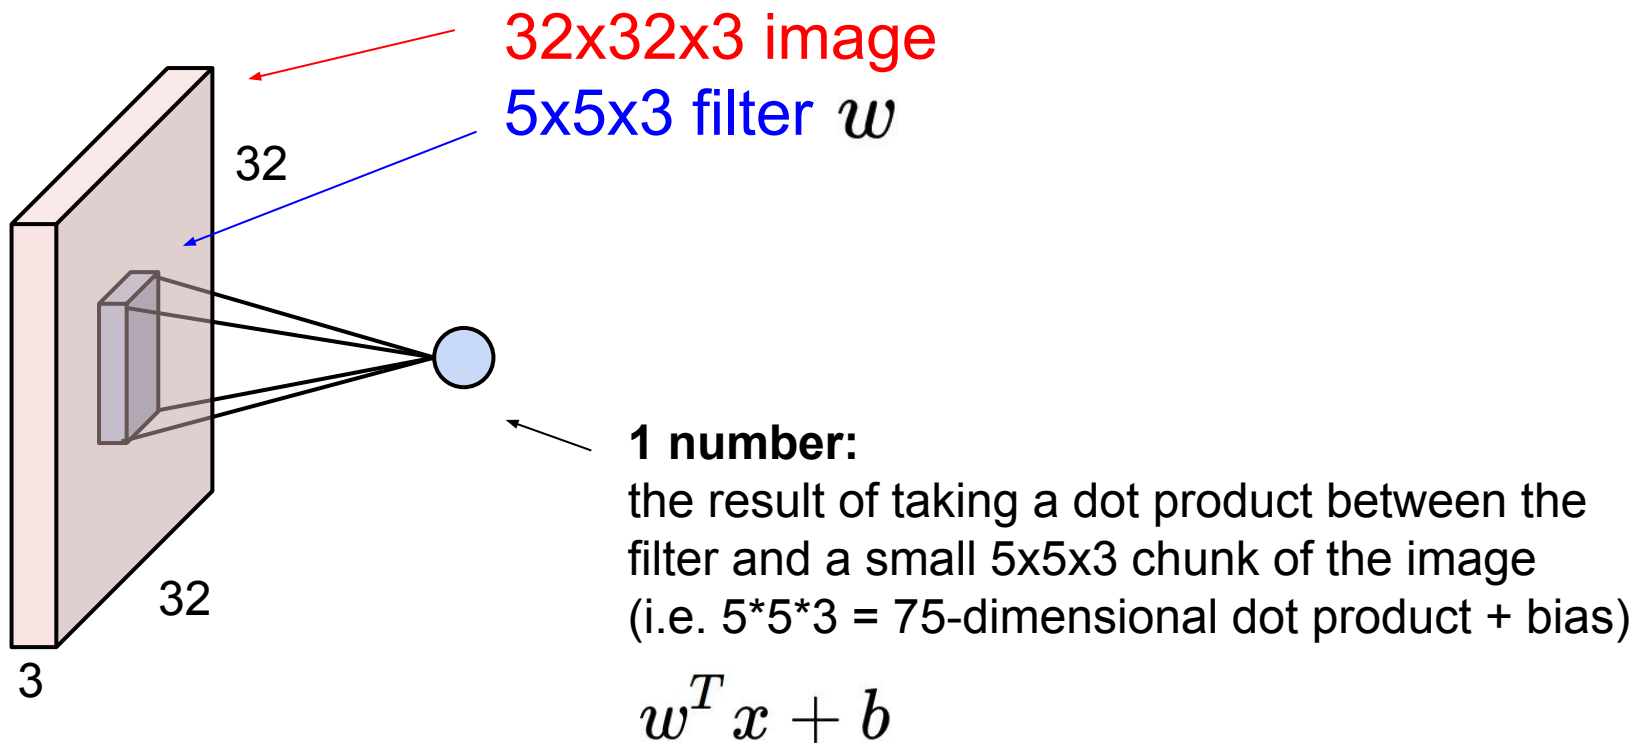 32x32x3 image
5x5x3 filter w
32
32
3
1 number:
the result of taking a dot product between the
filter and a small 5x5x3 chunk of the image
(i.e. 5*5*3 = 75-dimensional dot product + bias)
w^T x + b